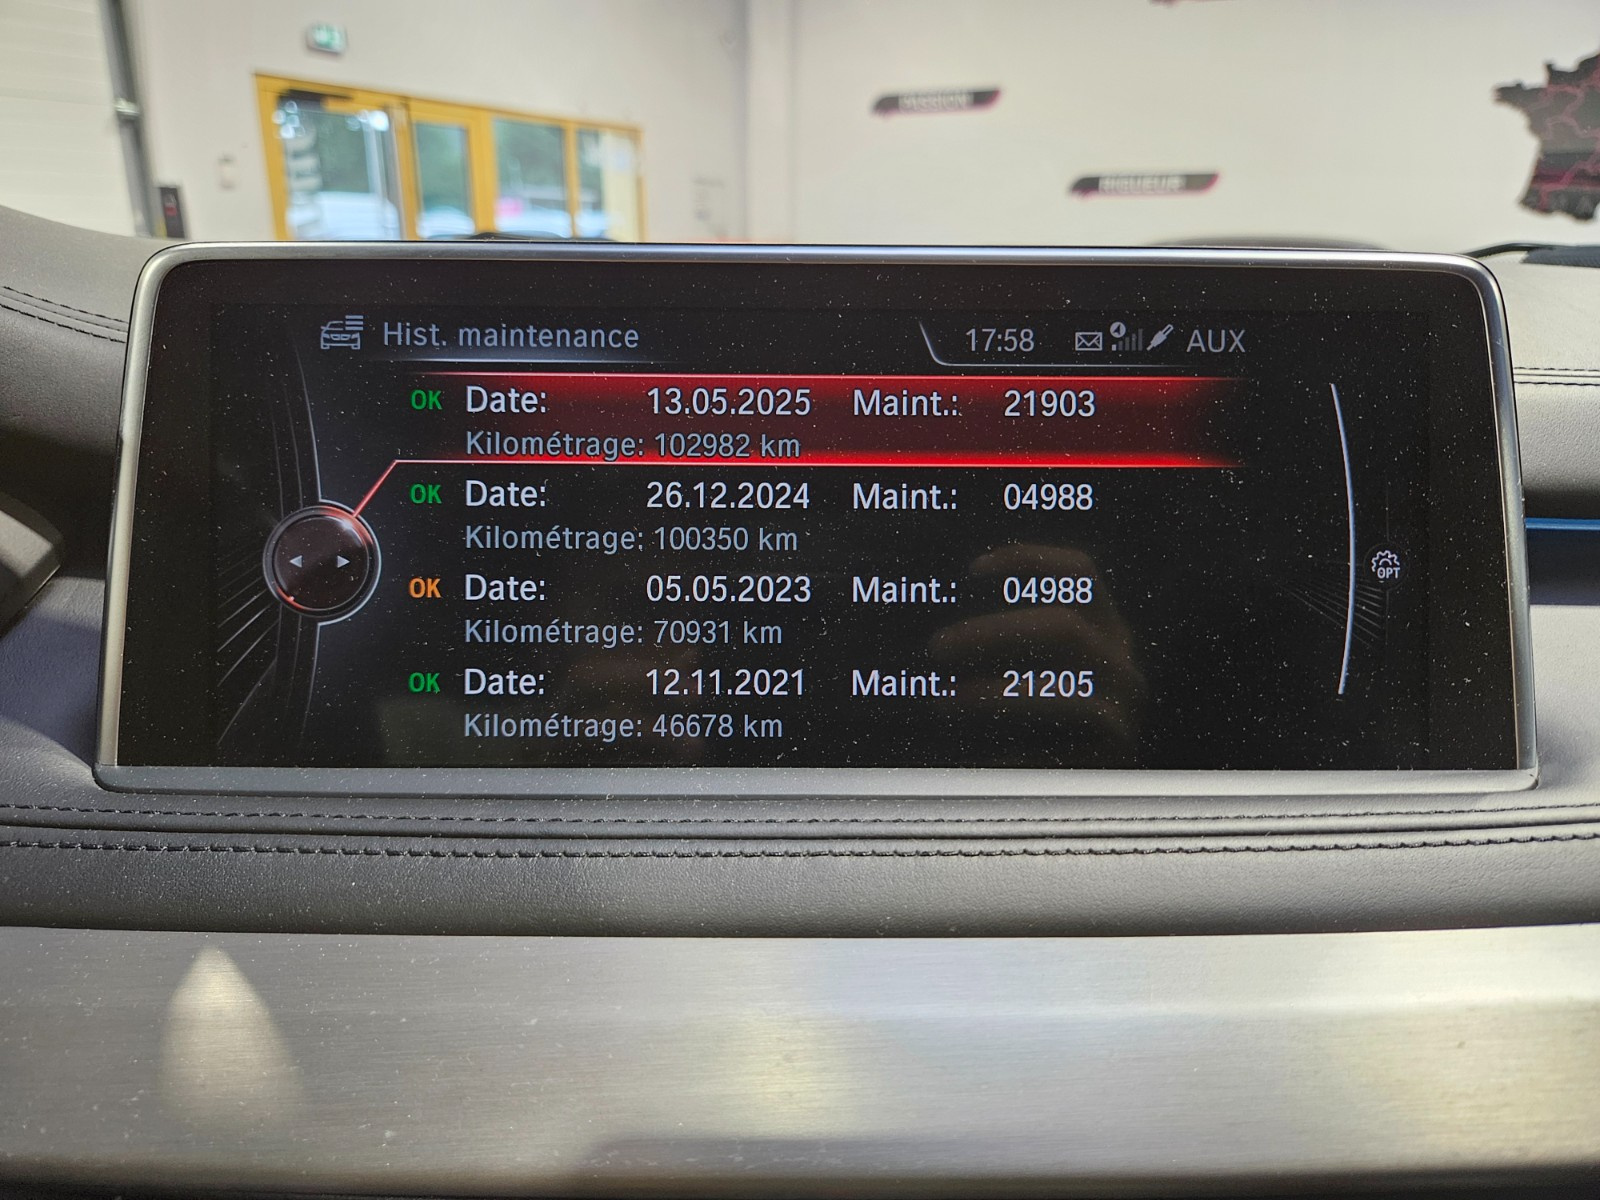 PASSION
RIGUEUR
Hist. maintenance
17:58
AUX
OK Date: 13.05.2025 Maint.: 21903
Kilométrage: 102982 km
OK Date: 26.12.2024 Maint.: 04988
Kilométrage: 100350 km
OK Date: 05.05.2023 Maint.: 04988
Kilométrage: 70931 km
OK Date: 12.11.2021 Maint.: 21205
Kilométrage: 46678 km
OPT